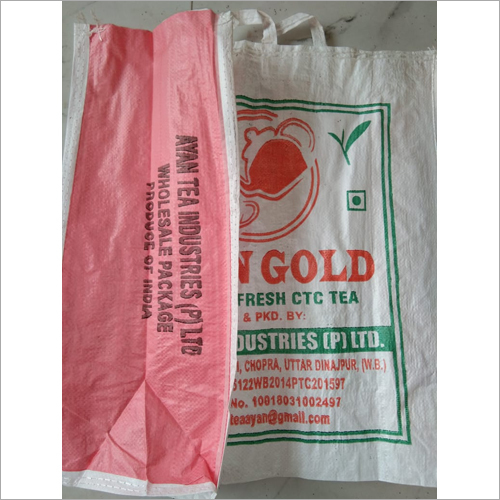 AYAN TEA INDUSTRIES (P) LTD
WHOLESALE PACKAGE
PRODUCE OF INDIA
N GOLD
FRESH CTC TEA
& PKD. BY:
DUSTRIES (P) LTD.
, CHOPRA, UTTAR DINAJPUR, (W.B.)
122WB2014PTC201597
No. 10018031002497
teaayan@gmail.com